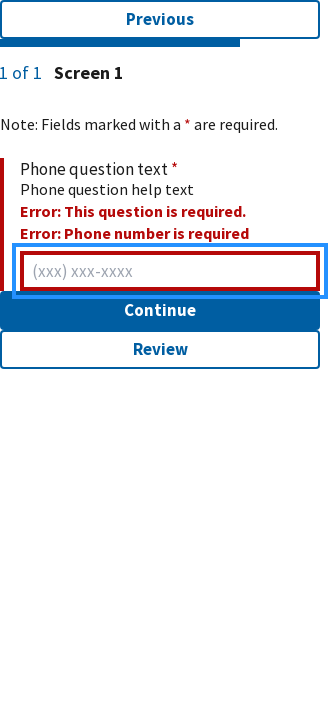 Previous
1 of 1 Screen 1
Note: Fields marked with a * are required.
Phone question text *
Phone question help text
Error: This question is required.
Error: Phone number is required
(xxx) xxx-xxxx
Continue
Review